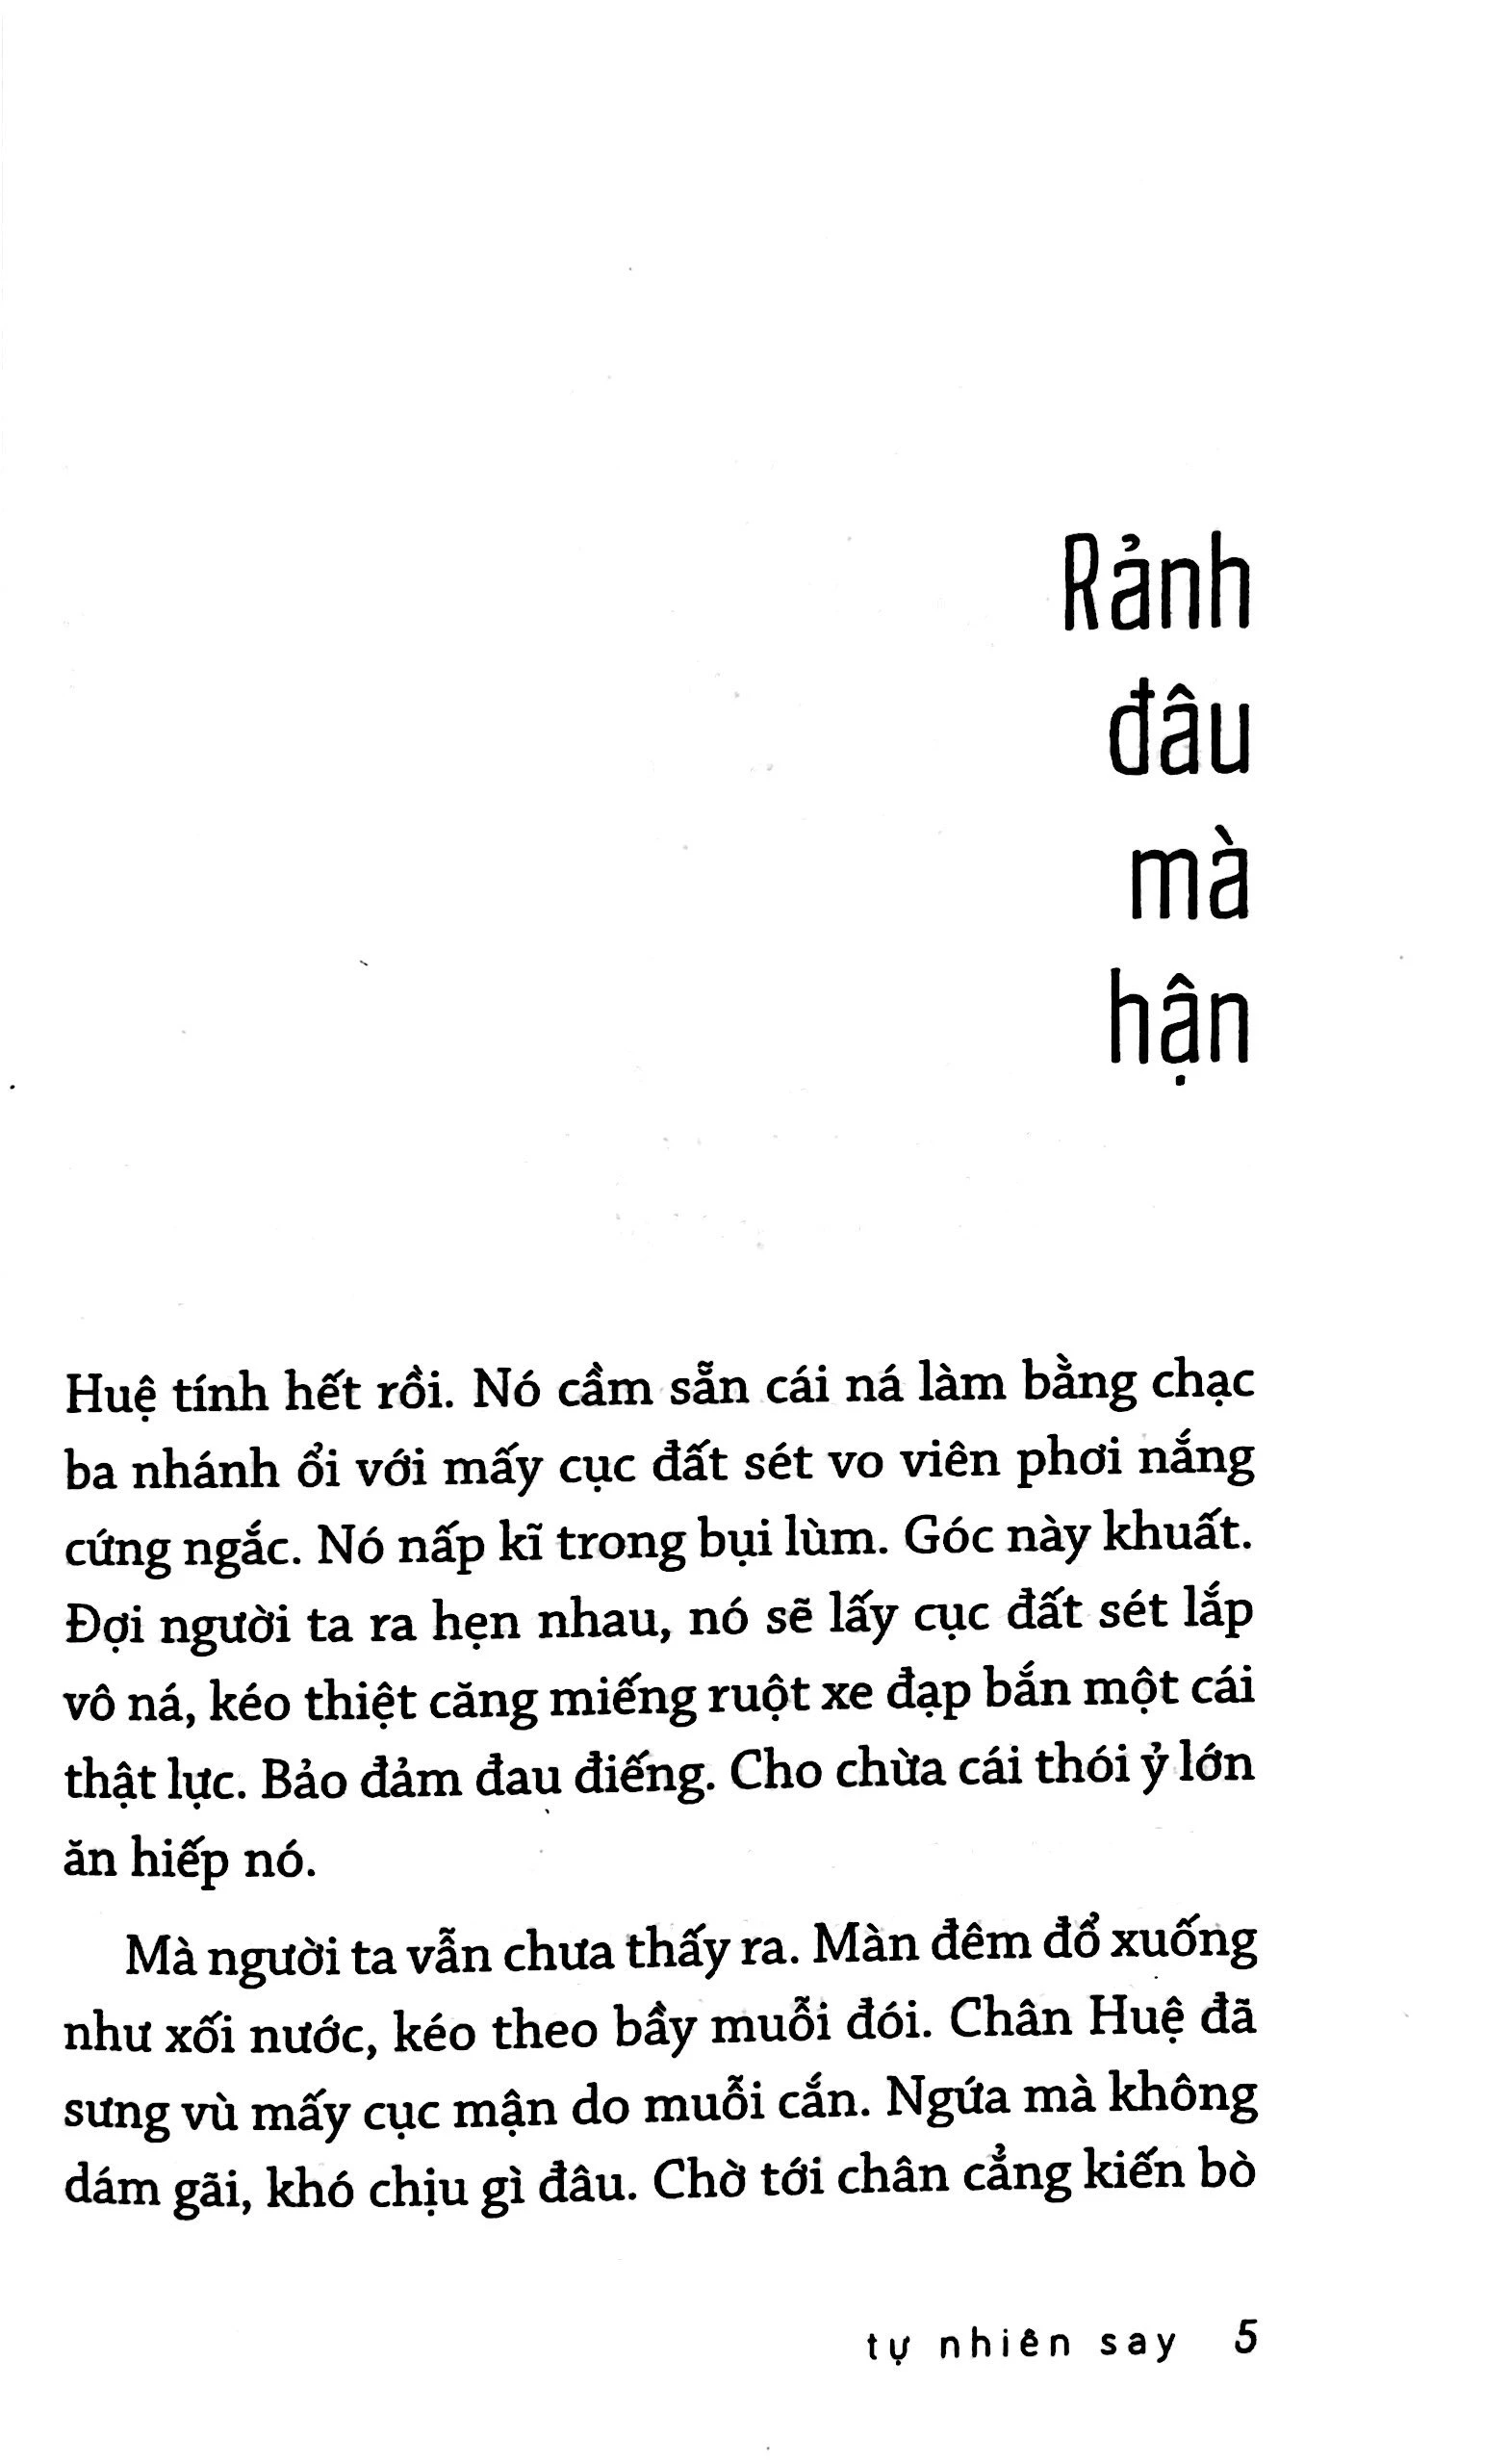 Rảnh
đâu
mà
hận
Huệ tính hết rồi. Nó cầm sẵn cái ná làm bằng chạc
ba nhánh ổi với mấy cục đất sét vo viên phơi nắng
cứng ngắc. Nó nấp kĩ trong bụi lùm. Góc này khuất.
Đợi người ta ra hẹn nhau, nó sẽ lấy cục đất sét lắp
vô ná, kéo thiệt căng miếng ruột xe đạp bắn một cái
thật lực. Bảo đảm đau điếng. Cho chừa cái thói ỷ lớn
ăn hiếp nó.
Mà người ta vẫn chưa thấy ra. Màn đêm đổ xuống
như xối nước, kéo theo bầy muỗi đói. Chân Huệ đã
sưng vù mấy cục mận do muỗi cắn. Ngứa mà không
dám gãi, khó chịu gì đâu. Chờ tới chân cẳng kiến bò
tự nhiên say 5